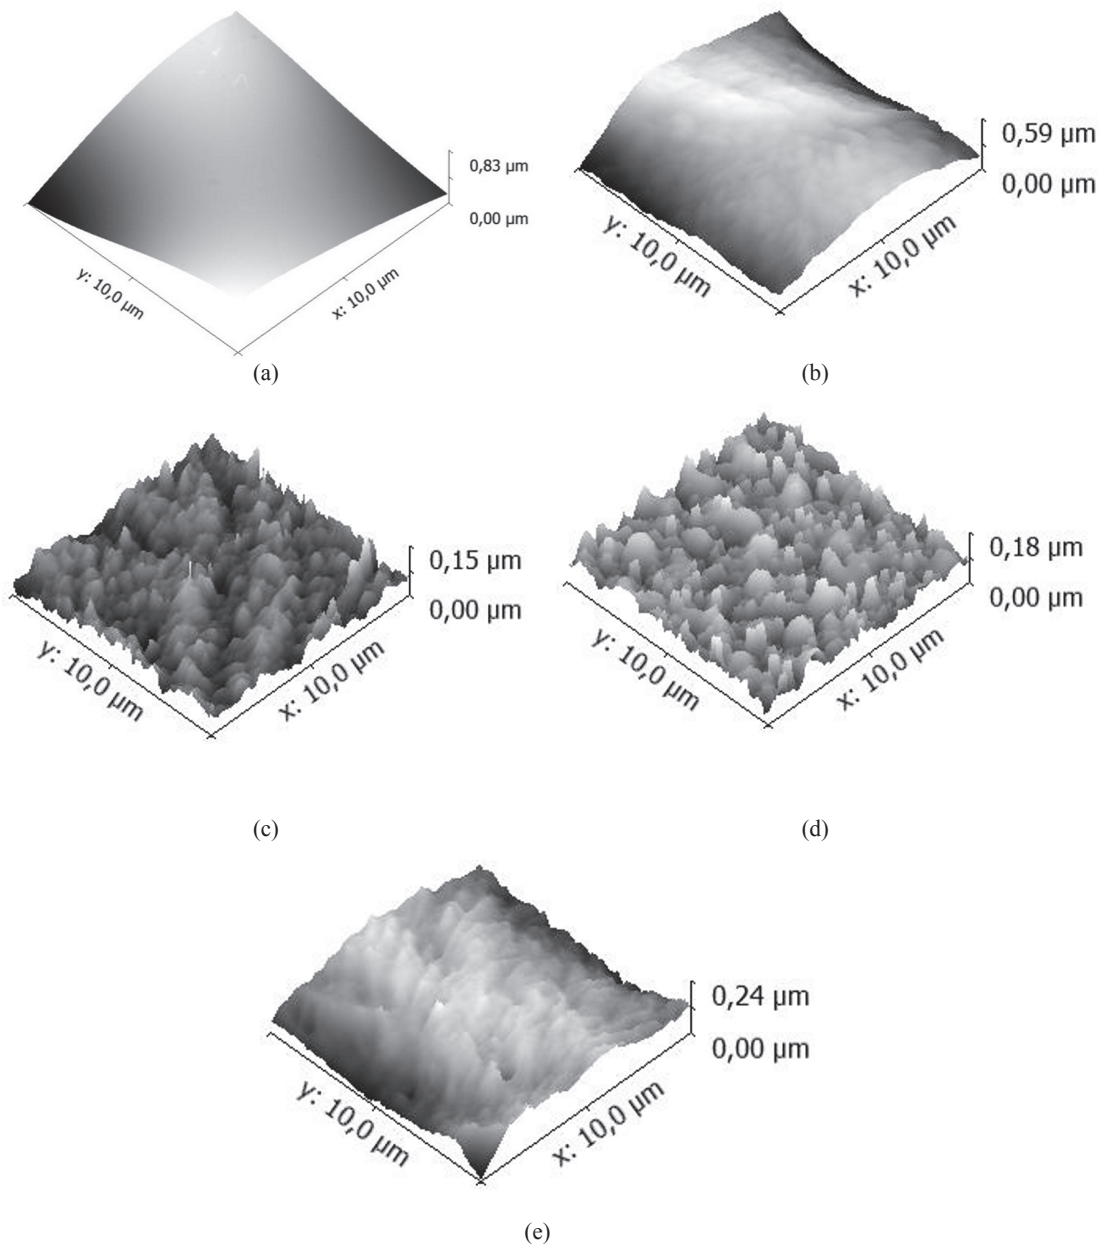 0,83 µm
0,00 µm
y: 10,0 µm
x: 10,0 µm
(a)
0,59 µm
0,00 µm
y: 10,0 µm
x: 10,0 µm
(b)
0,15 µm
0,00 µm
y: 10,0 µm
x: 10,0 µm
(c)
0,18 µm
0,00 µm
y: 10,0 µm
x: 10,0 µm
(d)
0,24 µm
0,00 µm
y: 10,0 µm
x: 10,0 µm
(e)